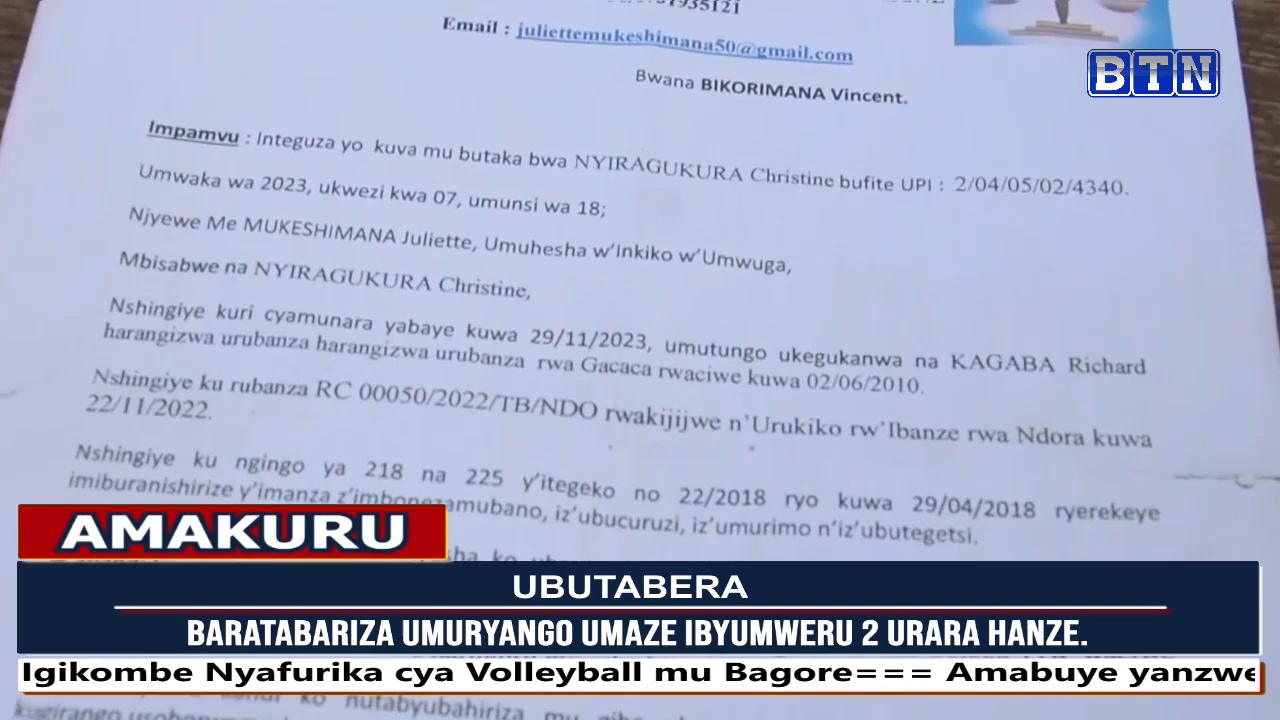 Email : juliettemukeshimana50@gmail.com
BTN
Bwana BIKORIMANA Vincent.
Impamvu : Integuza yo kuva mu butaka bwa NYIRAGUKURA Christine bufite UPI : 2/04/05/02/4340.
Umwaka wa 2023, ukwezi kwa 07, umunsi wa 18;
Njyewe Me MUKESHIMANA Juliette, Umuhesha w'Inkiko w'Umwuga,
Mbisabwe na NYIRAGUKURA Christine,
Nshingiye kuri cyamunara yabaye kuwa 29/11/2023, umutungo ukegukanwa na KAGABA Richard
harangizwa urubanza harangizwa urubanza rwa Gacaca rwaciwe kuwa 02/06/2010.
Nshingiye ku rubanza RC 00050/2022/TB/NDO rwakijijwe n'Urukiko rw'Ibanze rwa Ndora kuwa
22/11/2022.
Nshingiye ku ngingo ya 218 na 225 y'itegeko no 22/2018 ryo kuwa 29/04/2018 ryerekeye
imiburanishirize y'imanza z'imbonezamubano, iz'ubucuruzi, iz'umurimo n'iz'ubutegetsi.
AMAKURU
UBUTABERA
BARATABARIZA UMURYANGO UMAZE IBYUMWERU 2 URARA HANZE.
Igikombe Nyafurika cya Volleyball mu Bagore=== Amabuye yanzwe
ko nutabyubahiriza mu